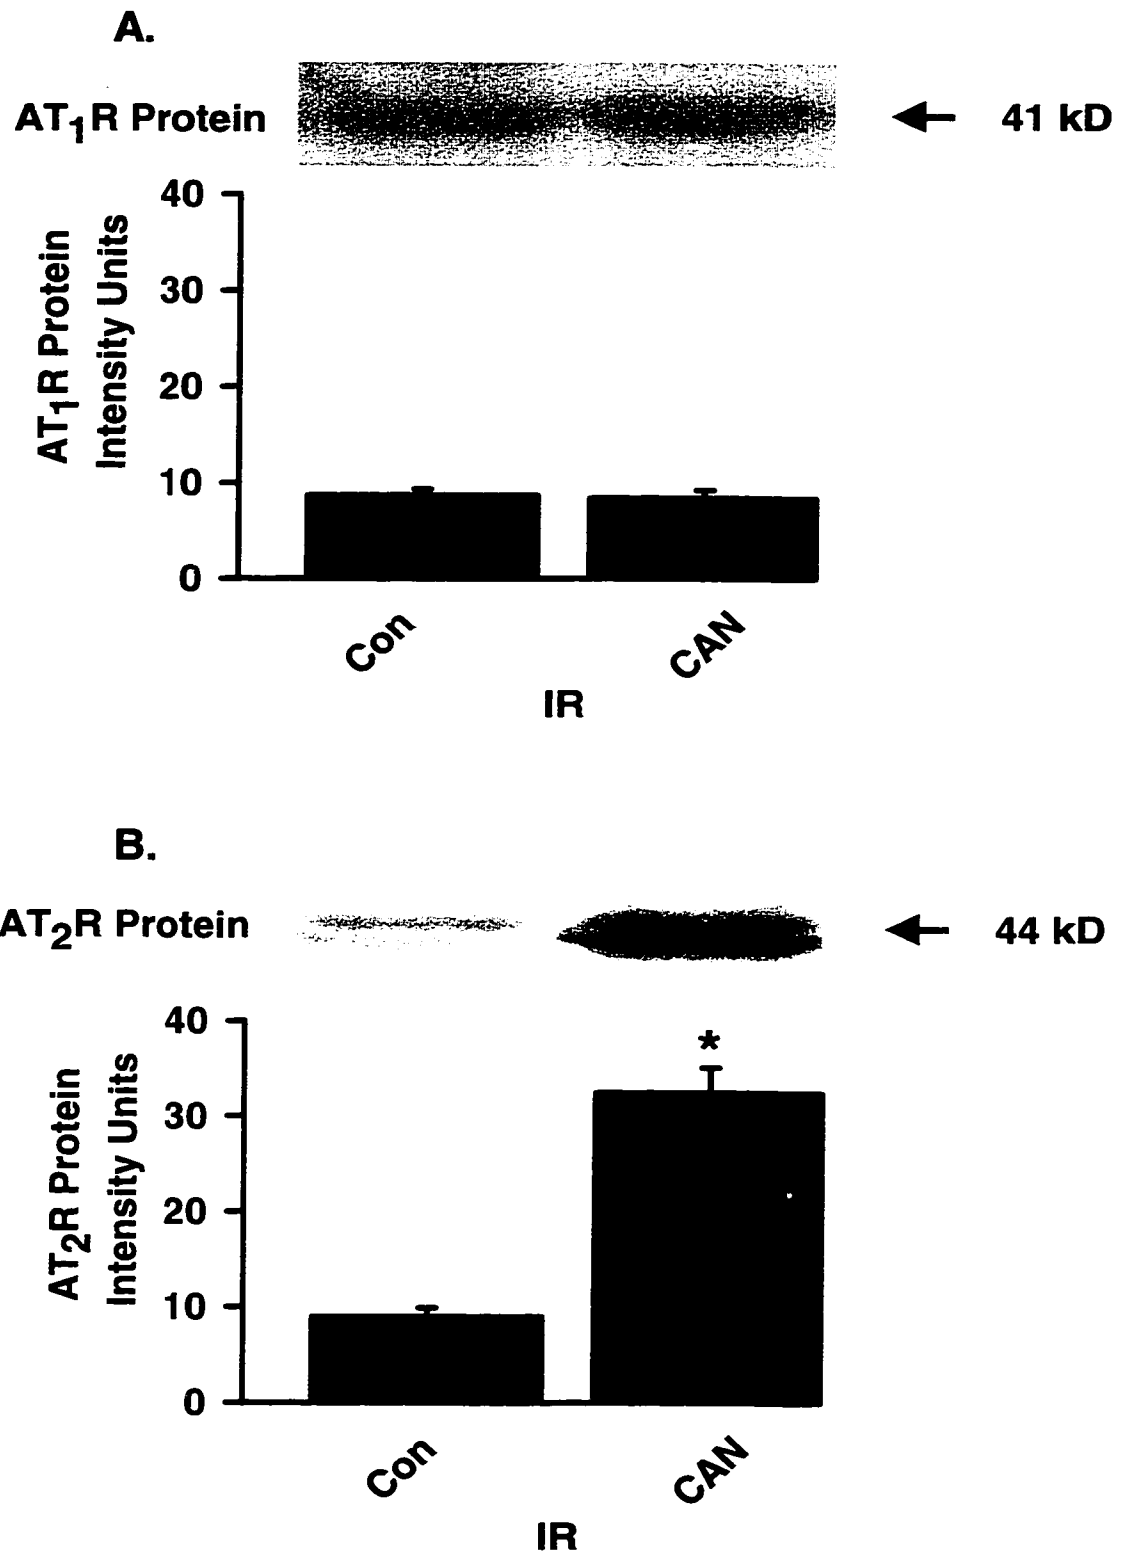 A.
AT1R Protein
41 kD
AT1R Protein
Intensity Units
40
30
20
10
0
Con
CAN
IR
B.
AT2R Protein
44 kD
AT2R Protein
Intensity Units
40
30
20
10
0
*
Con
CAN
IR